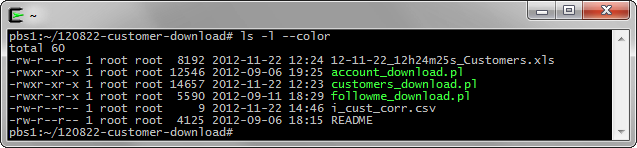 ~
pbs1:~/120822-customer-download# ls -l --color
total 60
-rw-r--r-- 1 root root  8192 2012-11-22 12:24 12-11-22_12h24m25s_Customers.xls
-rwxr-xr-x 1 root root 12546 2012-09-06 19:25 account_download.pl
-rwxr-xr-x 1 root root 14657 2012-11-22 12:23 customers_download.pl
-rwxr-xr-x 1 root root  5590 2012-09-11 18:29 followme_download.pl
-rw-r--r-- 1 root root     9 2012-11-22 14:46 i_cust_corr.csv
-rw-r--r-- 1 root root  4125 2012-09-06 18:15 README
pbs1:~/120822-customer-download#